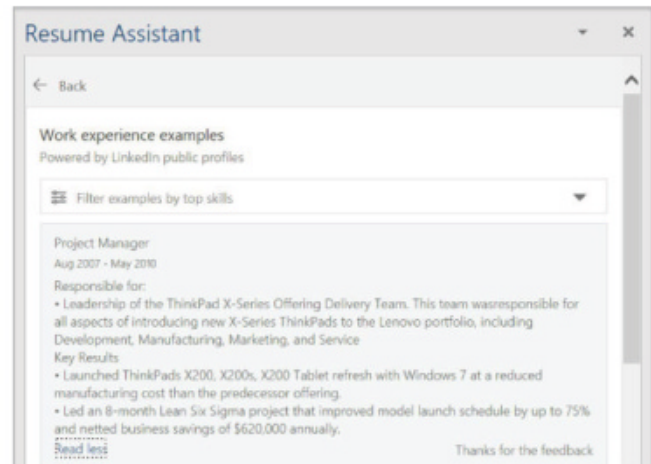 Resume Assistant
Back
Work experience examples
Powered by LinkedIn public profiles
Filter examples by top skills
Project Manager
Aug 2007 - May 2010
Responsible for:
• Leadership of the ThinkPad X-Series Offering Delivery Team. This team wasresponsible for
all aspects of introducing new X-Series ThinkPads to the Lenovo portfolio, including
Development, Manufacturing, Marketing, and Service
Key Results
• Launched ThinkPads X200, X200s, X200 Tablet refresh with Windows 7 at a reduced
manufacturing cost than the predecessor offering.
• Led an 8-month Lean Six Sigma project that improved model launch schedule by up to 75%
and netted business savings of $620,000 annually.
Read less
Thanks for the feedback